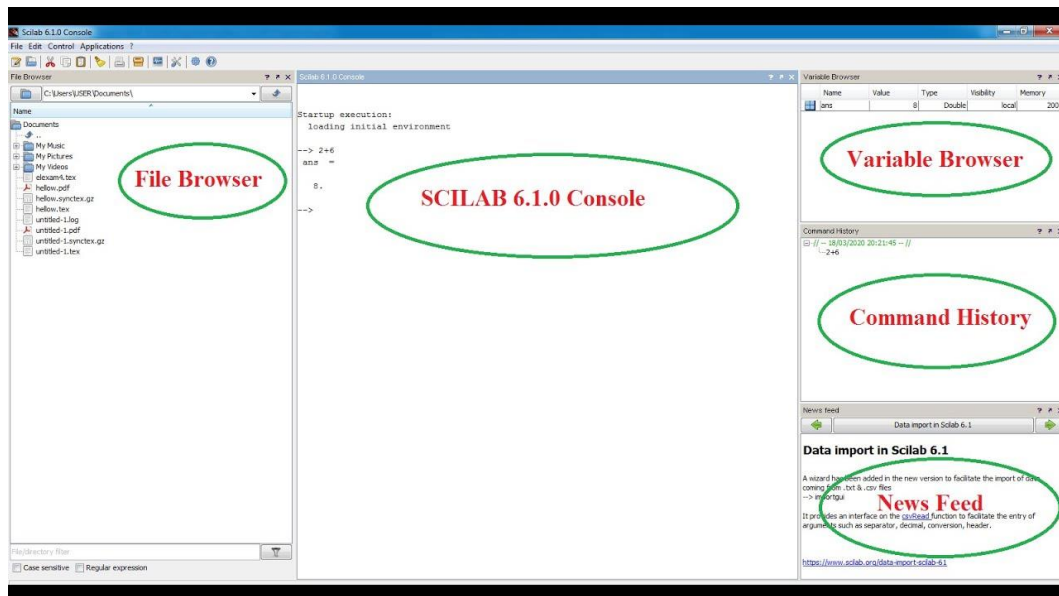 Scilab 6.1.0 Console
File Edit Control Applications ?
File Browser
C:\Users\USER\Documents\
Name
Documents
..
My Music
My Pictures
My Videos
elexam4.tex
hellow.pdf
hellow.synctex.gz
hellow.tex
untitled-1.log
untitled-1.pdf
untitled-1.synctex.gz
untitled-1.tex
File Browser
File/directory filter
Case sensitive Regular expression
Scilab 6.1.0 Console
Startup execution:
loading initial environment
--> 2+6
ans =
8.
-->
SCILAB 6.1.0 Console
Variable Browser
Name Value Type Visibility Memory
ans 8 Double local 200
Variable Browser
Command History
// -- 18/03/2020 20:21:45 -- //
2+6
Command History
News feed
Data import in Scilab 6.1
Data import in Scilab 6.1
A wizard has been added in the new version to facilitate the import of data
coming from .txt & .csv files
--> importgui
News Feed
It provides an interface on the csvRead function to facilitate the entry of
arguments such as separator, decimal, conversion, header.
https://www.scilab.org/data-import-scilab-61